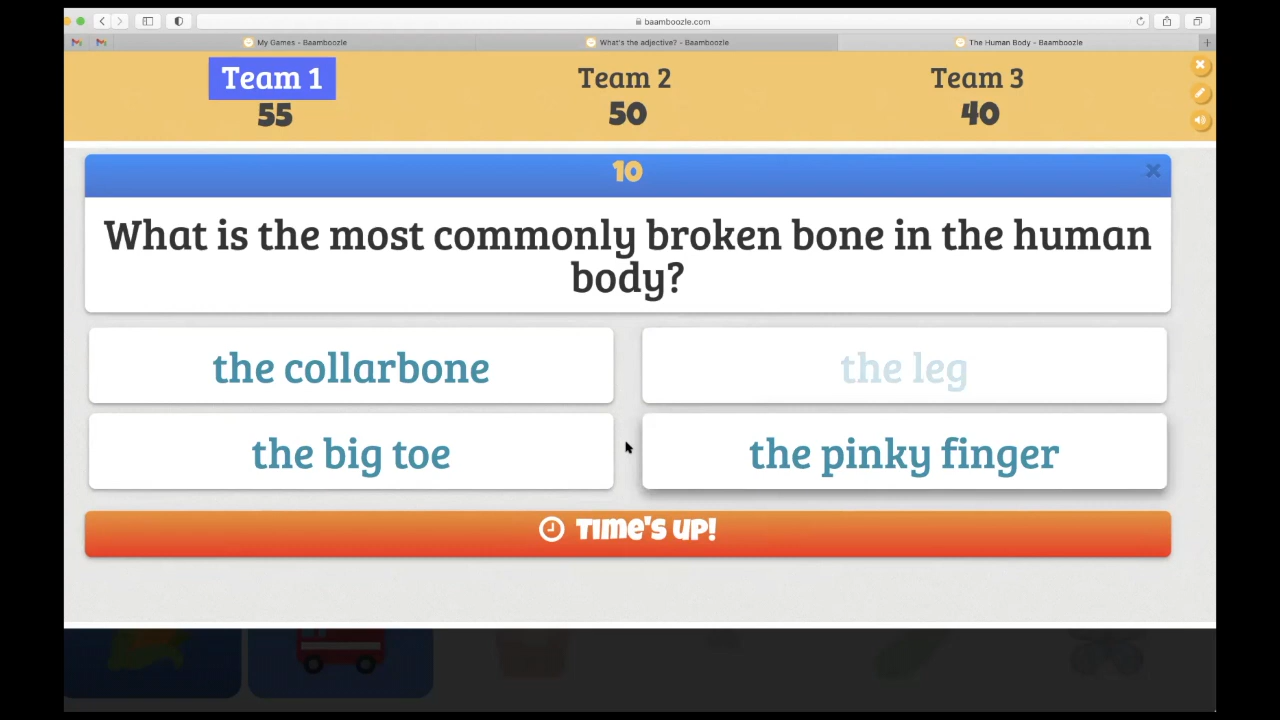 baamboozle.com
My Games - Baamboozle
What's the adjective? - Baamboozle
The Human Body - Baamboozle
Team 1
Team 2
Team 3
55
50
40
10
What is the most commonly broken bone in the human
body?
the collarbone
the leg
the big toe
the pinky finger
Time's up!